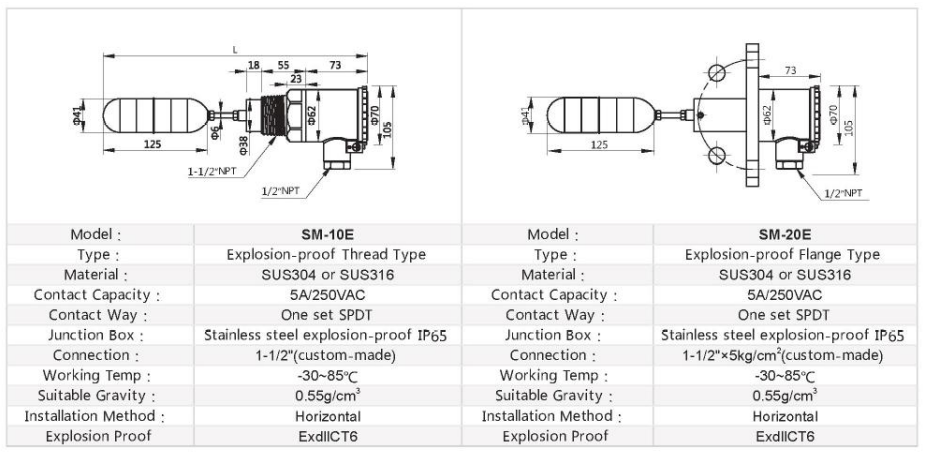 L
18 55 73
23
Φ41
125
Φ6
Φ38
Φ62
Φ70
105
1-1/2"NPT
1/2"NPT
73
Φ41
125
Φ62
Φ70
105
1/2"NPT
Model : SM-10E Model : SM-20E
Type : Explosion-proof Thread Type Type : Explosion-proof Flange Type
Material : SUS304 or SUS316 Material : SUS304 or SUS316
Contact Capacity : 5A/250VAC Contact Capacity : 5A/250VAC
Contact Way : One set SPDT Contact Way : One set SPDT
Junction Box : Stainless steel explosion-proof IP65 Junction Box : Stainless steel explosion-proof IP65
Connection : 1-1/2"(custom-made) Connection : 1-1/2"×5kg/cm²(custom-made)
Working Temp : -30~85℃ Working Temp : -30~85℃
Suitable Gravity : 0.55g/cm³ Suitable Gravity : 0.55g/cm³
Installation Method : Horizontal Installation Method : Horizontal
Explosion Proof ExdIICT6 Explosion Proof ExdIICT6